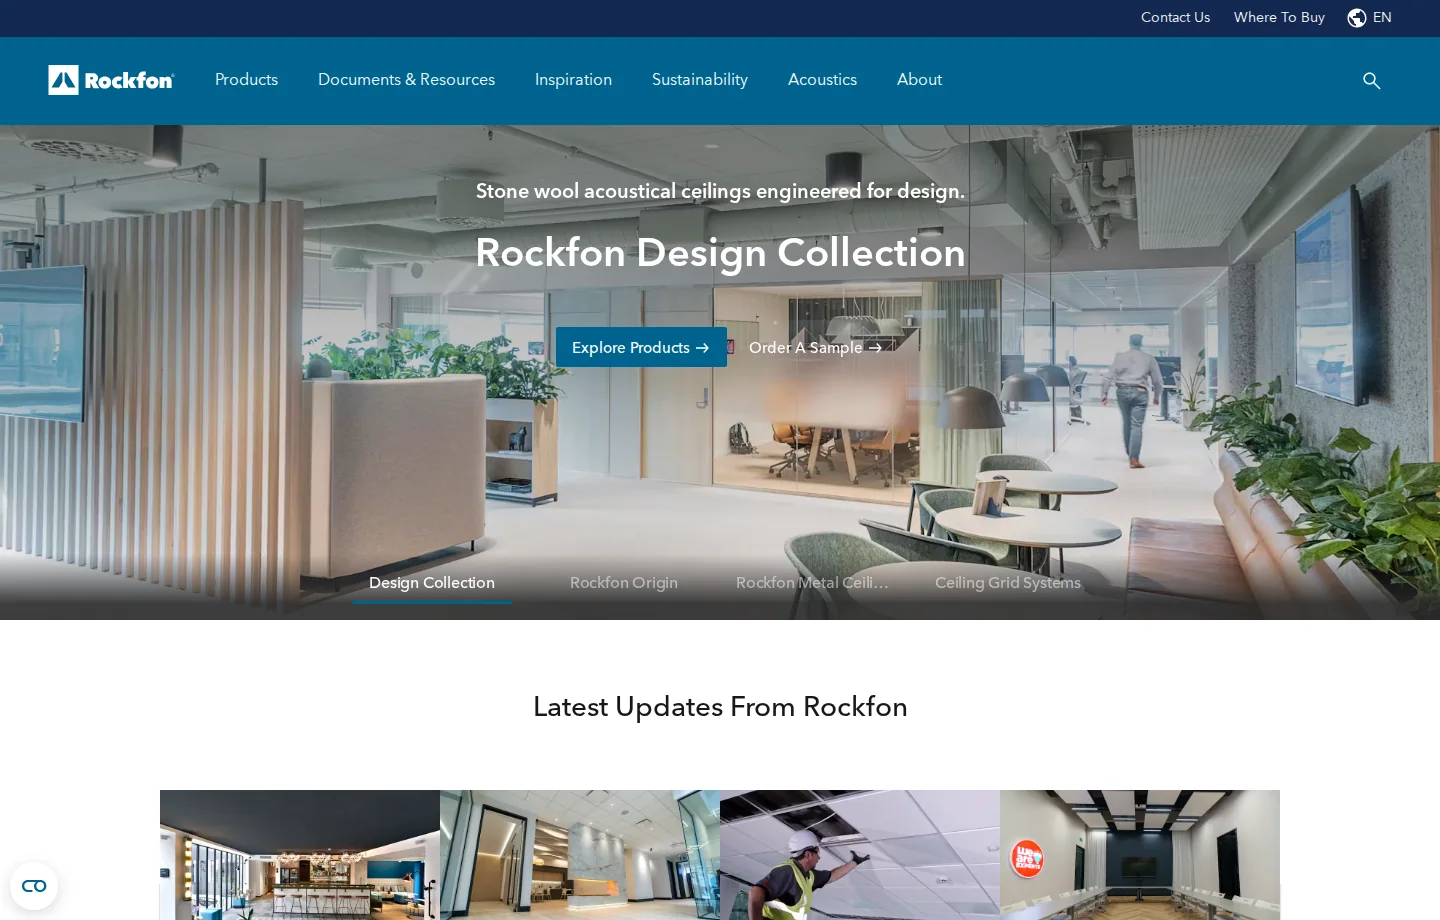 Contact Us
Where To Buy
EN
Rockfon
Products
Documents & Resources
Inspiration
Sustainability
Acoustics
About
Stone wool acoustical ceilings engineered for design.
Rockfon Design Collection
Explore Products
Order A Sample
Design Collection
Rockfon Origin
Rockfon Metal Ceili...
Ceiling Grid Systems
Latest Updates From Rockfon
we
are